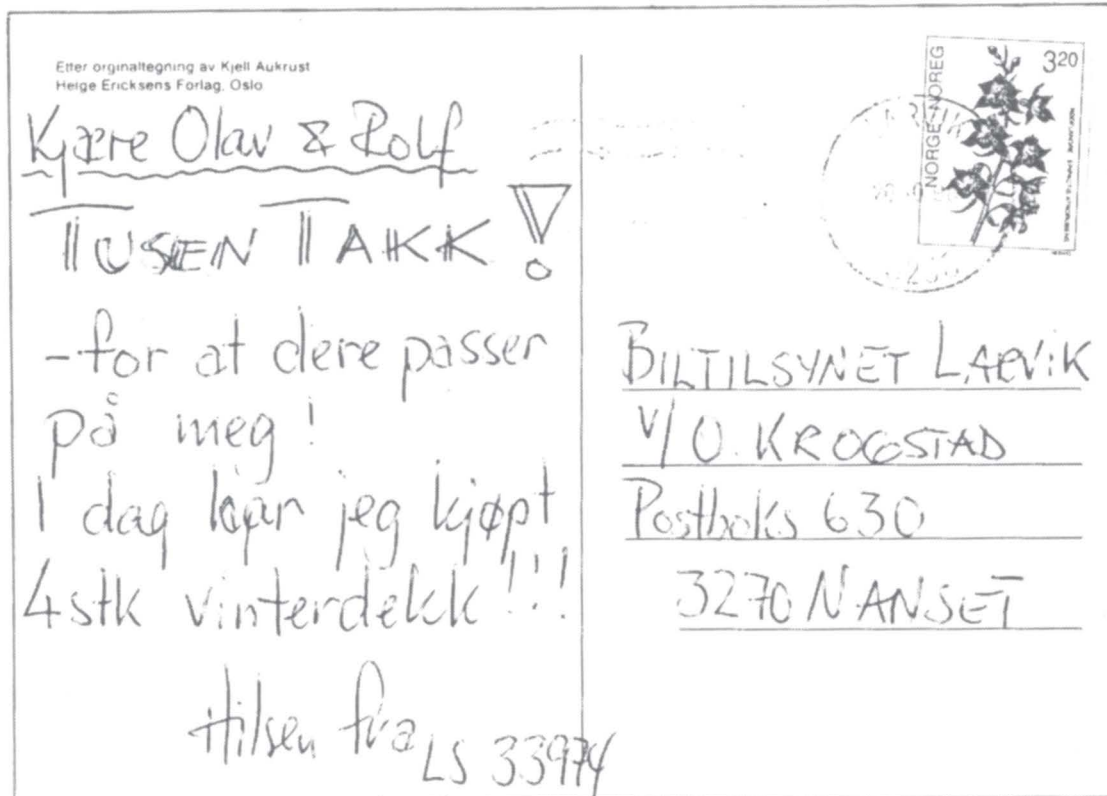 Etter orginaltegning av Kjell Aukrust
Helge Ericksens Forlag, Oslo
Kjære Olav & Rolf
TUSEN TAKK!
- for at dere passer
på meg!
I dag har jeg kjøpt
4stk vinterdekk!!!
Hilsen fra
LS 33974
NORGE·NOREG
3 20
BILTILSYNET LARVIK
V/ O. KROGSTAD
Postboks 630
3270 NANSET